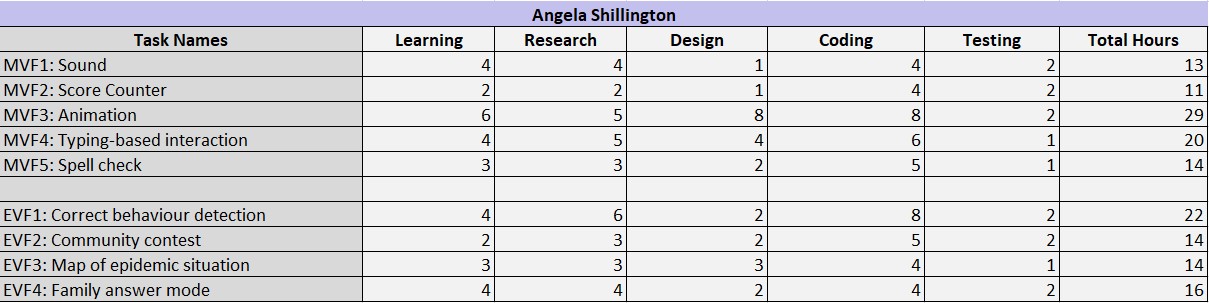 Angela Shillington
Task Names Learning Research Design Coding Testing Total Hours
MVF1: Sound 4 4 1 4 2 13
MVF2: Score Counter 2 2 1 4 2 11
MVF3: Animation 6 5 8 8 2 29
MVF4: Typing-based interaction 4 5 4 6 1 20
MVF5: Spell check 3 3 2 5 1 14
EVF1: Correct behaviour detection 4 6 2 8 2 22
EVF2: Community contest 2 3 2 5 2 14
EVF3: Map of epidemic situation 3 3 3 4 1 14
EVF4: Family answer mode 4 4 2 4 2 16